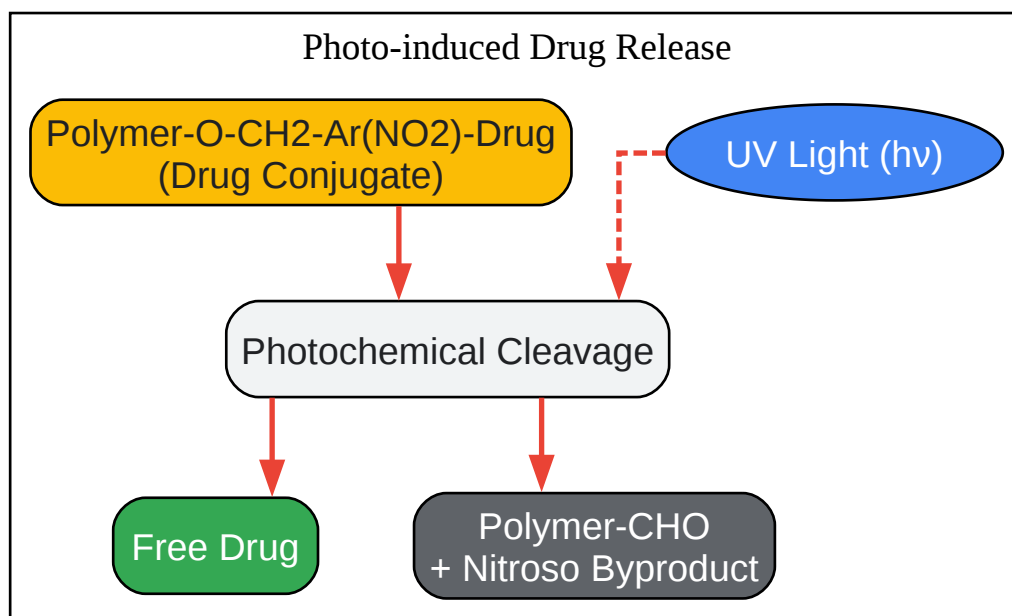 Photo-induced Drug Release
Polymer-O-CH2-Ar(NO2)-Drug
(Drug Conjugate)
UV Light (hν)
Photochemical Cleavage
Free Drug
Polymer-CHO
+ Nitroso Byproduct